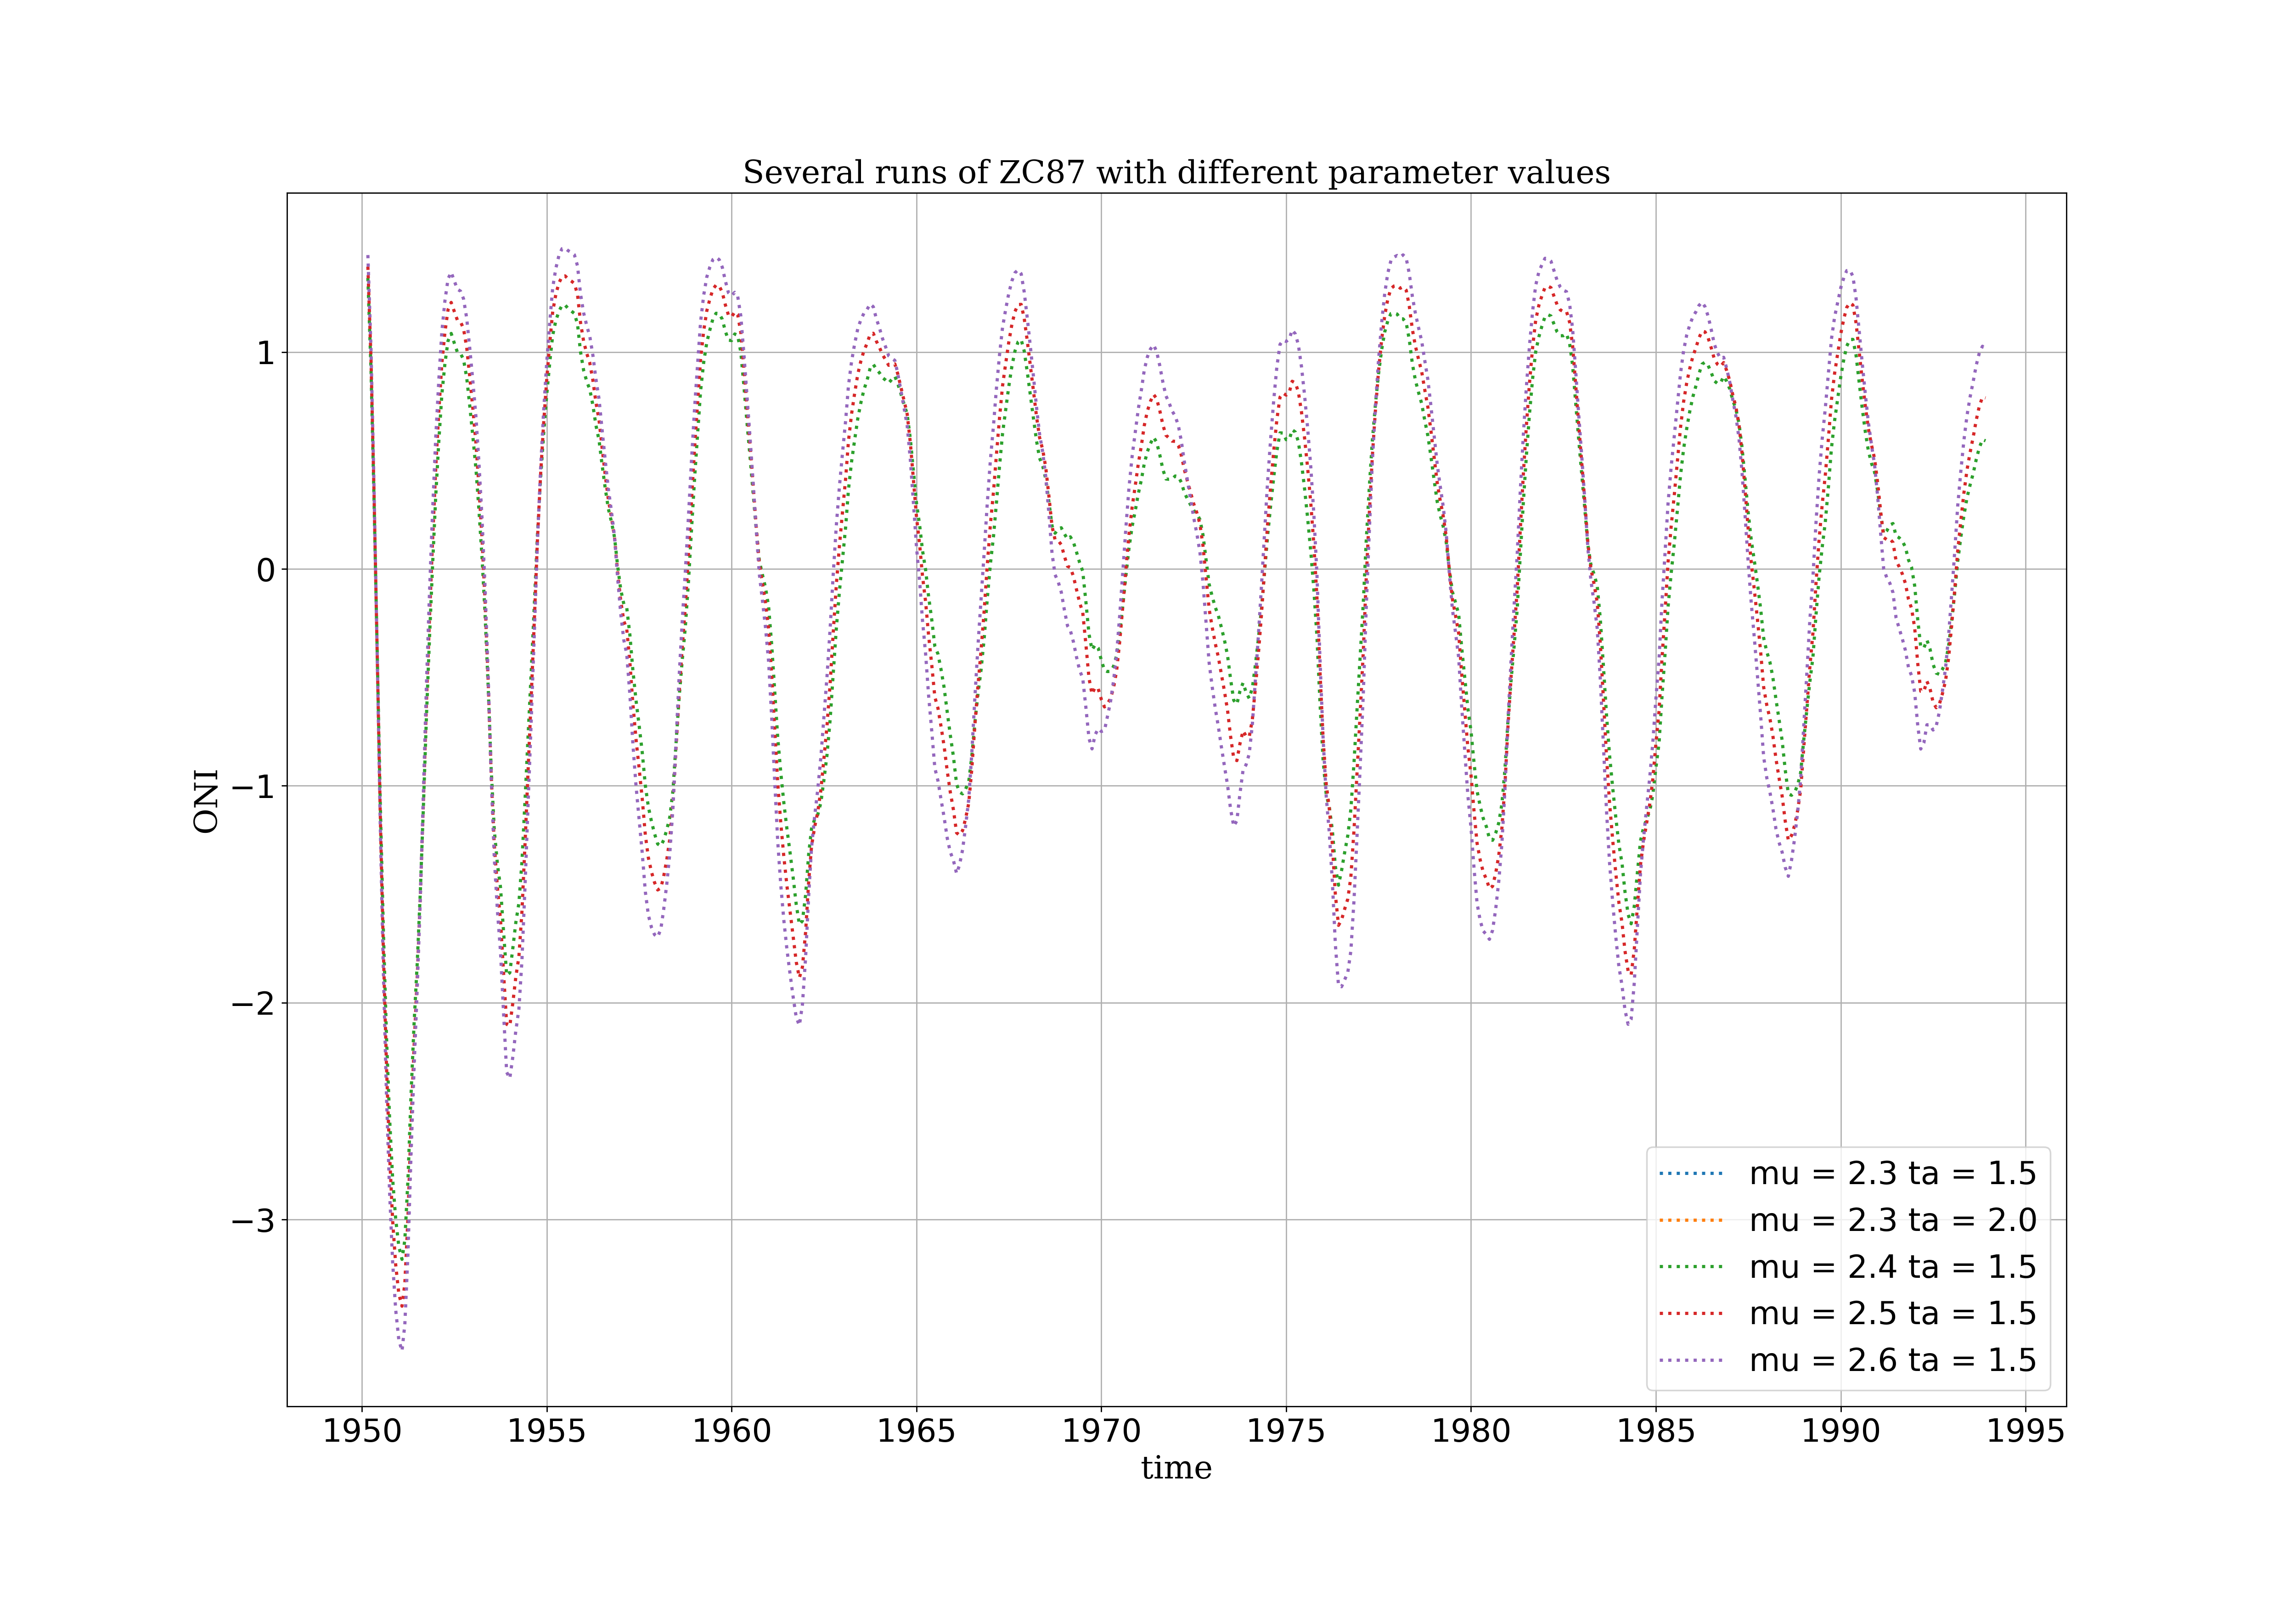 Several runs of ZC87 with different parameter values
ONI
1
0
−1
−2
−3
mu = 2.3 ta = 1.5
mu = 2.3 ta = 2.0
mu = 2.4 ta = 1.5
mu = 2.5 ta = 1.5
mu = 2.6 ta = 1.5
1950 1955 1960 1965 1970 1975 1980 1985 1990 1995
time